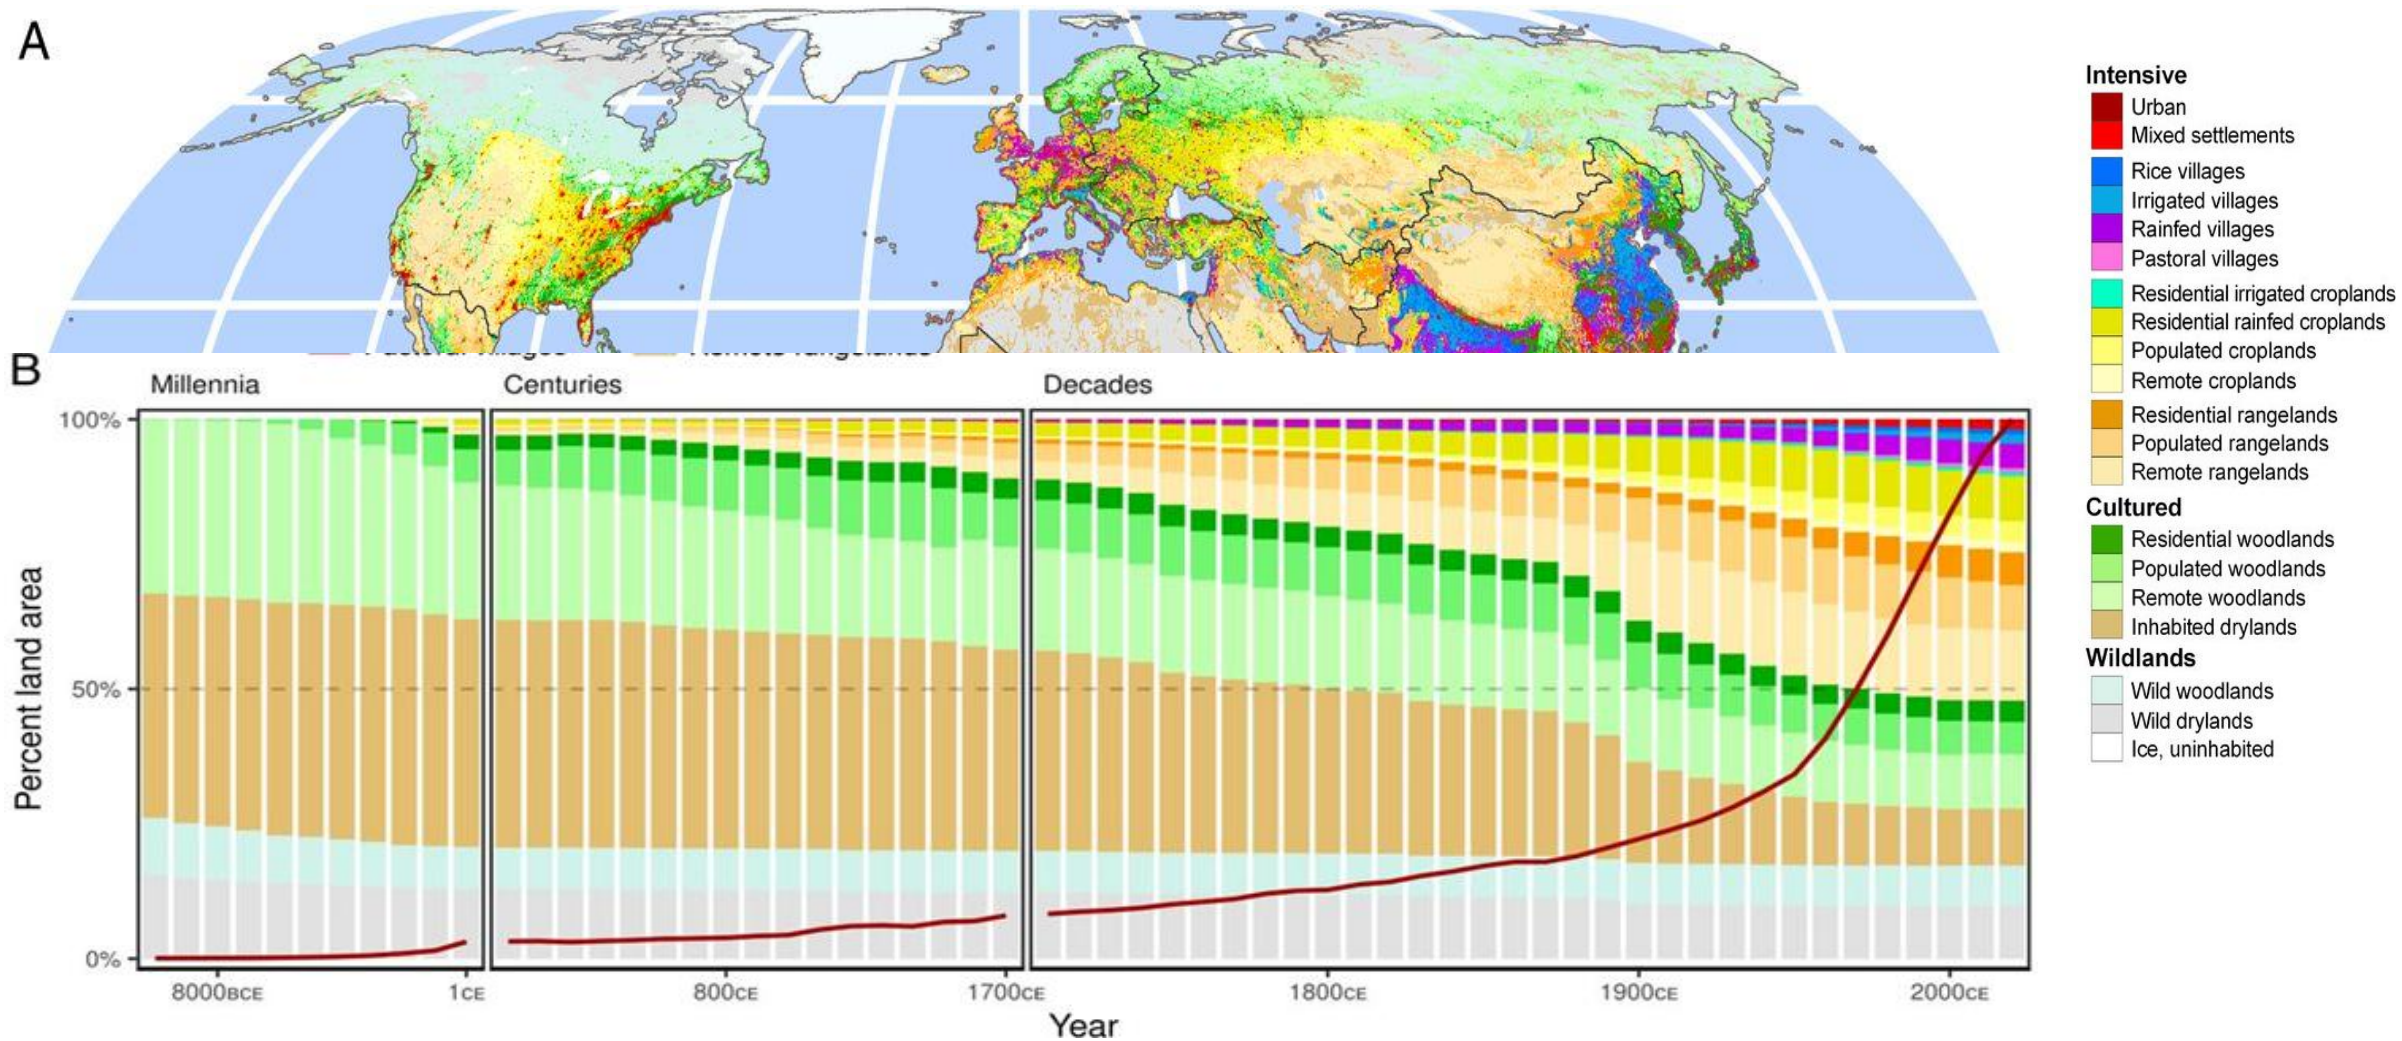 A
Intensive
Urban
Mixed settlements
Rice villages
Irrigated villages
Rainfed villages
Pastoral villages
Residential irrigated croplands
Residential rainfed croplands
Populated croplands
Remote croplands
Residential rangelands
Populated rangelands
Remote rangelands
Cultured
Residential woodlands
Populated woodlands
Remote woodlands
Inhabited drylands
Wildlands
Wild woodlands
Wild drylands
Ice, uninhabited
B
Millennia Centuries Decades
100%
50%
0%
Percent land area
8000BCE 1CE 800CE 1700CE 1800CE 1900CE 2000CE
Year